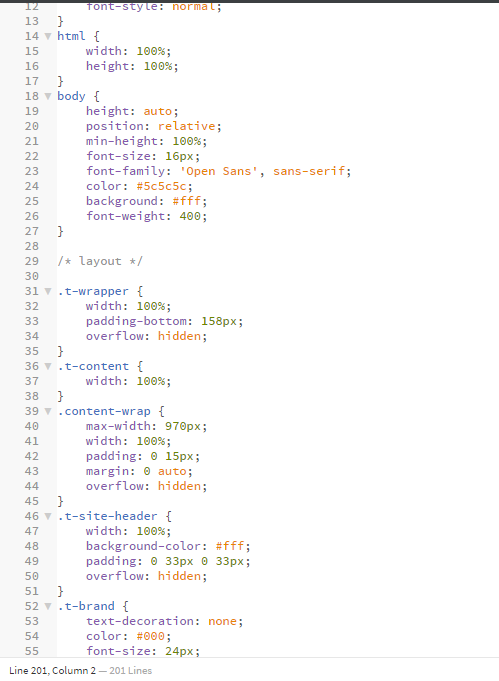 12 font-style: normal;
13 }
14 ▼ html {
15 width: 100%;
16 height: 100%;
17 }
18 ▼ body {
19 height: auto;
20 position: relative;
21 min-height: 100%;
22 font-size: 16px;
23 font-family: 'Open Sans', sans-serif;
24 color: #5c5c5c;
25 background: #fff;
26 font-weight: 400;
27 }
28
29 /* layout */
30
31 ▼ .t-wrapper {
32 width: 100%;
33 padding-bottom: 158px;
34 overflow: hidden;
35 }
36 ▼ .t-content {
37 width: 100%;
38 }
39 ▼ .content-wrap {
40 max-width: 970px;
41 width: 100%;
42 padding: 0 15px;
43 margin: 0 auto;
44 overflow: hidden;
45 }
46 ▼ .t-site-header {
47 width: 100%;
48 background-color: #fff;
49 padding: 0 33px 0 33px;
50 overflow: hidden;
51 }
52 ▼ .t-brand {
53 text-decoration: none;
54 color: #000;
55 font-size: 24px;
Line 201, Column 2 — 201 Lines